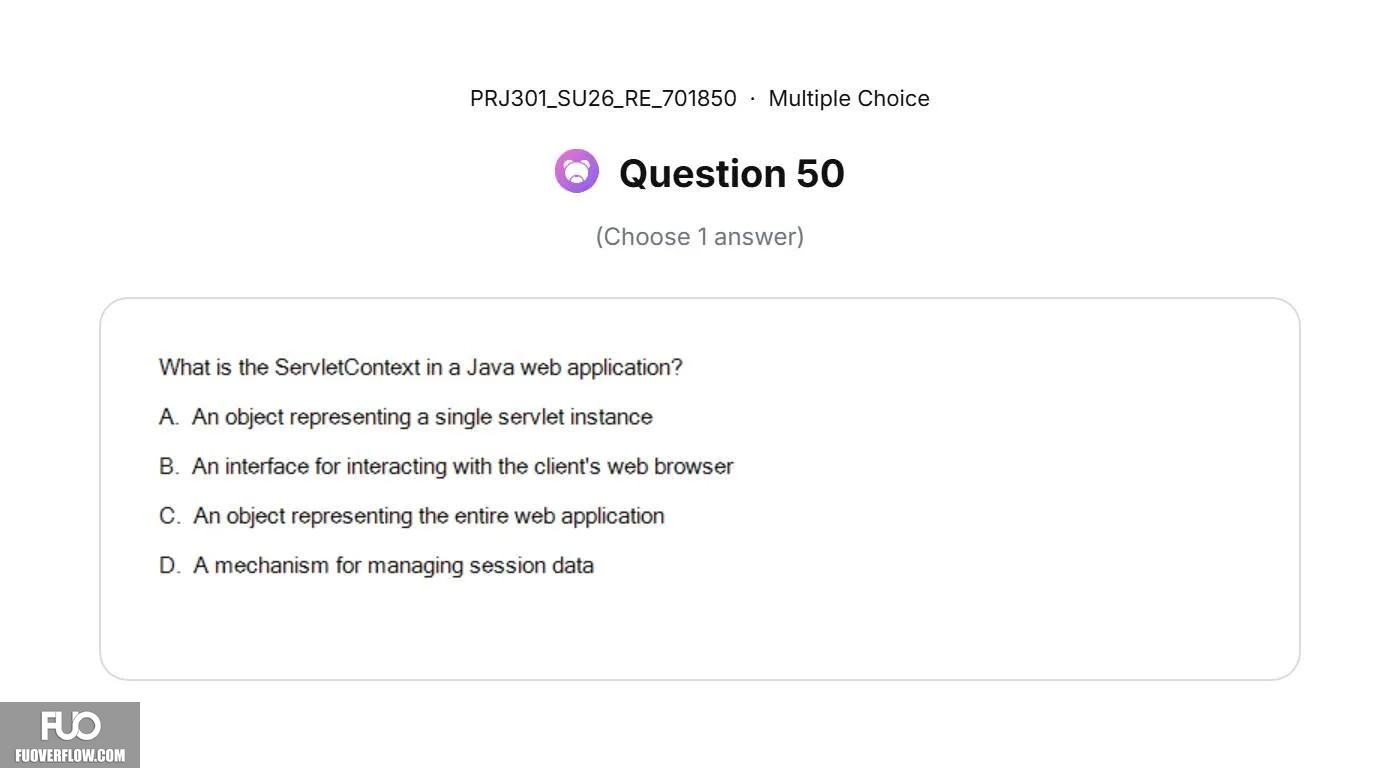 PRJ301_SU26_RE_701850 · Multiple Choice
Question 50
(Choose 1 answer)
What is the ServletContext in a Java web application?
A. An object representing a single servlet instance
B. An interface for interacting with the client's web browser
C. An object representing the entire web application
D. A mechanism for managing session data
FUO
FUOVERFLOW.COM